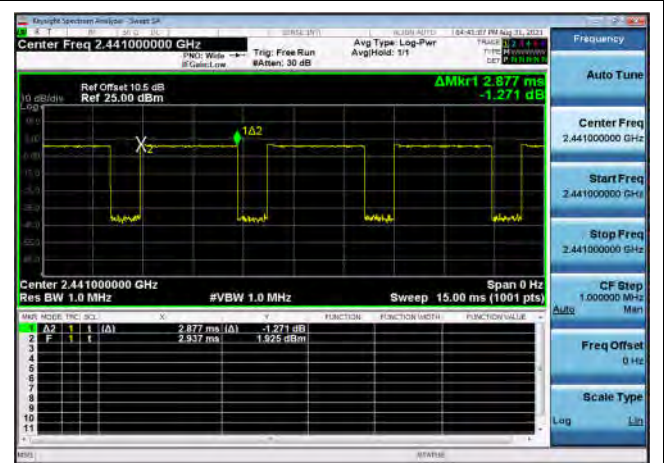 Keysight Spectrum Analyzer - Swept SA
SENSE:INT
ALIGN AUTO
04:41:07 PM Aug 31, 2021
Frequency
Center Freq 2.441000000 GHz
PNO: Wide
IFGain:Low
Trig: Free Run
#Atten: 30 dB
Avg Type: Log-Pwr
Avg|Hold: 1/1
TRACE
TYPE
DET
Auto Tune
Ref Offset 10.5 dB
10 dB/div Ref 25.00 dBm
Log
ΔMkr1 2.877 ms
-1.271 dB
1Δ2
X2
Center Freq
2.441000000 GHz
Start Freq
2.441000000 GHz
Stop Freq
2.441000000 GHz
Center 2.441000000 GHz
Span 0 Hz
Res BW 1.0 MHz
#VBW 1.0 MHz
Sweep 15.00 ms (1001 pts)
CF Step
1.000000 MHz
Auto Man
MKR MODE TRC SCL X Y FUNCTION FUNCTION WIDTH FUNCTION VALUE
1 Δ2 1 t (Δ) 2.877 ms (Δ) -1.271 dB
2 F 1 t 2.937 ms 1.925 dBm
3
4
5
6
7
8
9
10
11
Freq Offset
0 Hz
Scale Type
Log Lin
MSG
STATUS